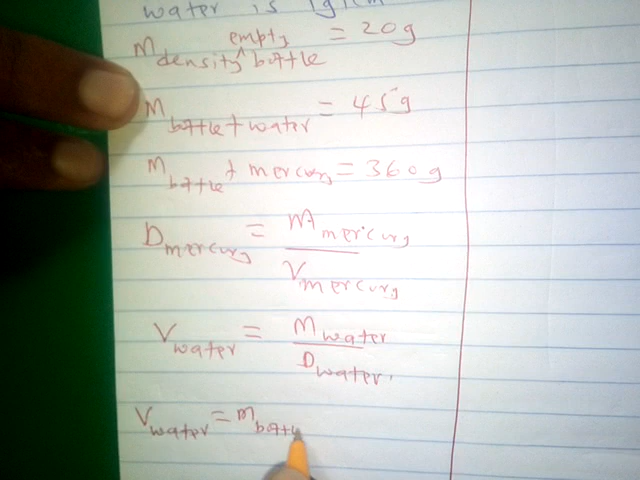 water is 1g/cm
M empty density bottle = 20g
M bottle + water = 45g
M bottle + mercury = 360g
D mercury = M mercury / V mercury
V water = M water / D water.
V water = m bottle